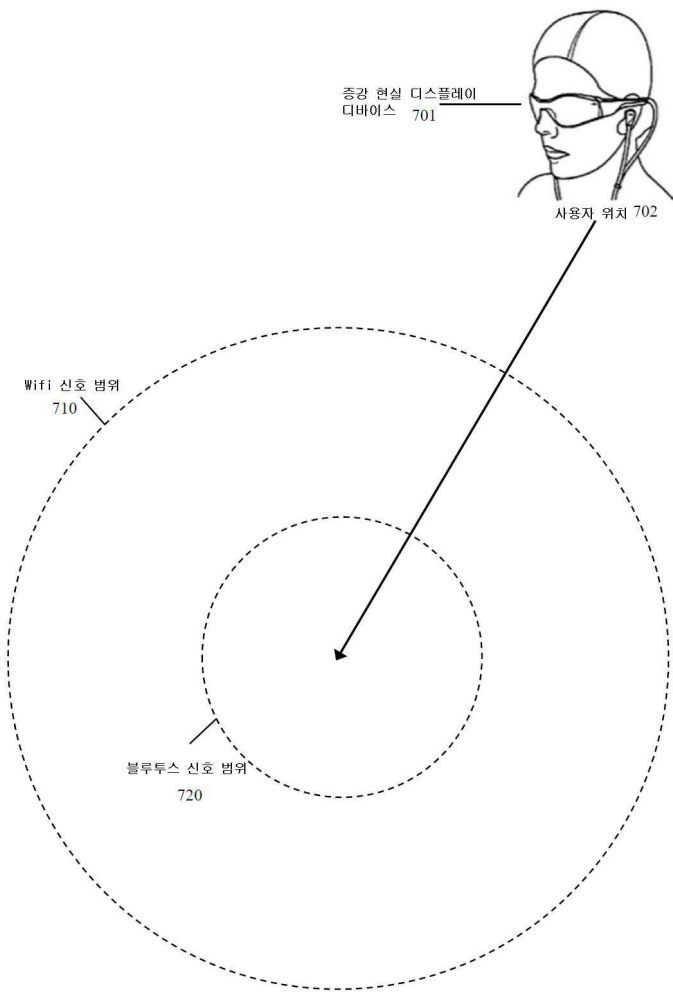 증강 현실 디스플레이
디바이스 701
사용자 위치 702
Wifi 신호 범위
710
블루투스 신호 범위
720